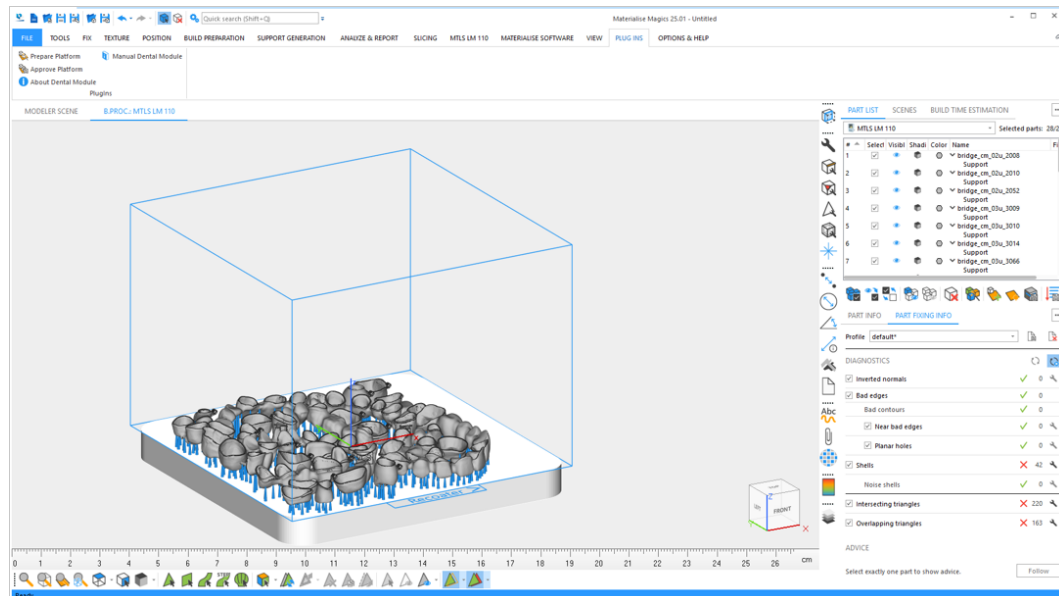 Quick search (Shift+Q)
Materialise Magics 25.01 - Untitled
FILE TOOLS FIX TEXTURE POSITION BUILD PREPARATION SUPPORT GENERATION ANALIZE & REPORT SLICING MTLS LM 110 MATERIALISE SOFTWARE VIEW PLUG INS OPTIONS & HELP
Prepare Platform Manual Dental Module
Approve Platform
About Dental Module
Plugins
MODELER SCENE B.PROC.: MTLS LM 110
PART LIST SCENES BUILD TIME ESTIMATION
MTLS LM 110 Selected parts: 28/2
# Select Visibl Shadi Color Name Fi
1 bridge_cm_02u_2008
Support
2 bridge_cm_02u_2010
Support
3 bridge_cm_02u_2052
Support
4 bridge_cm_03u_3009
Support
5 bridge_cm_03u_3010
Support
6 bridge_cm_03u_3014
Support
7 bridge_cm_03u_3066
Support
PART INFO PART FIXING INFO
Profile default*
DIAGNOSTICS
Inverted normals 0
Bad edges 0
Bad contours 0
Near bad edges 0
Planar holes 0
Shells 42
Noise shells 0
Intersecting triangles 220
Overlapping triangles 163
ADVICE
Select exactly one part to show advice. Follow
Abc
Recoater
Z
FRONT
X
0 1 2 3 4 5 6 7 8 9 10 11 12 13 14 15 16 17 18 19 20 21 22 23 24 25 26 cm
Ready